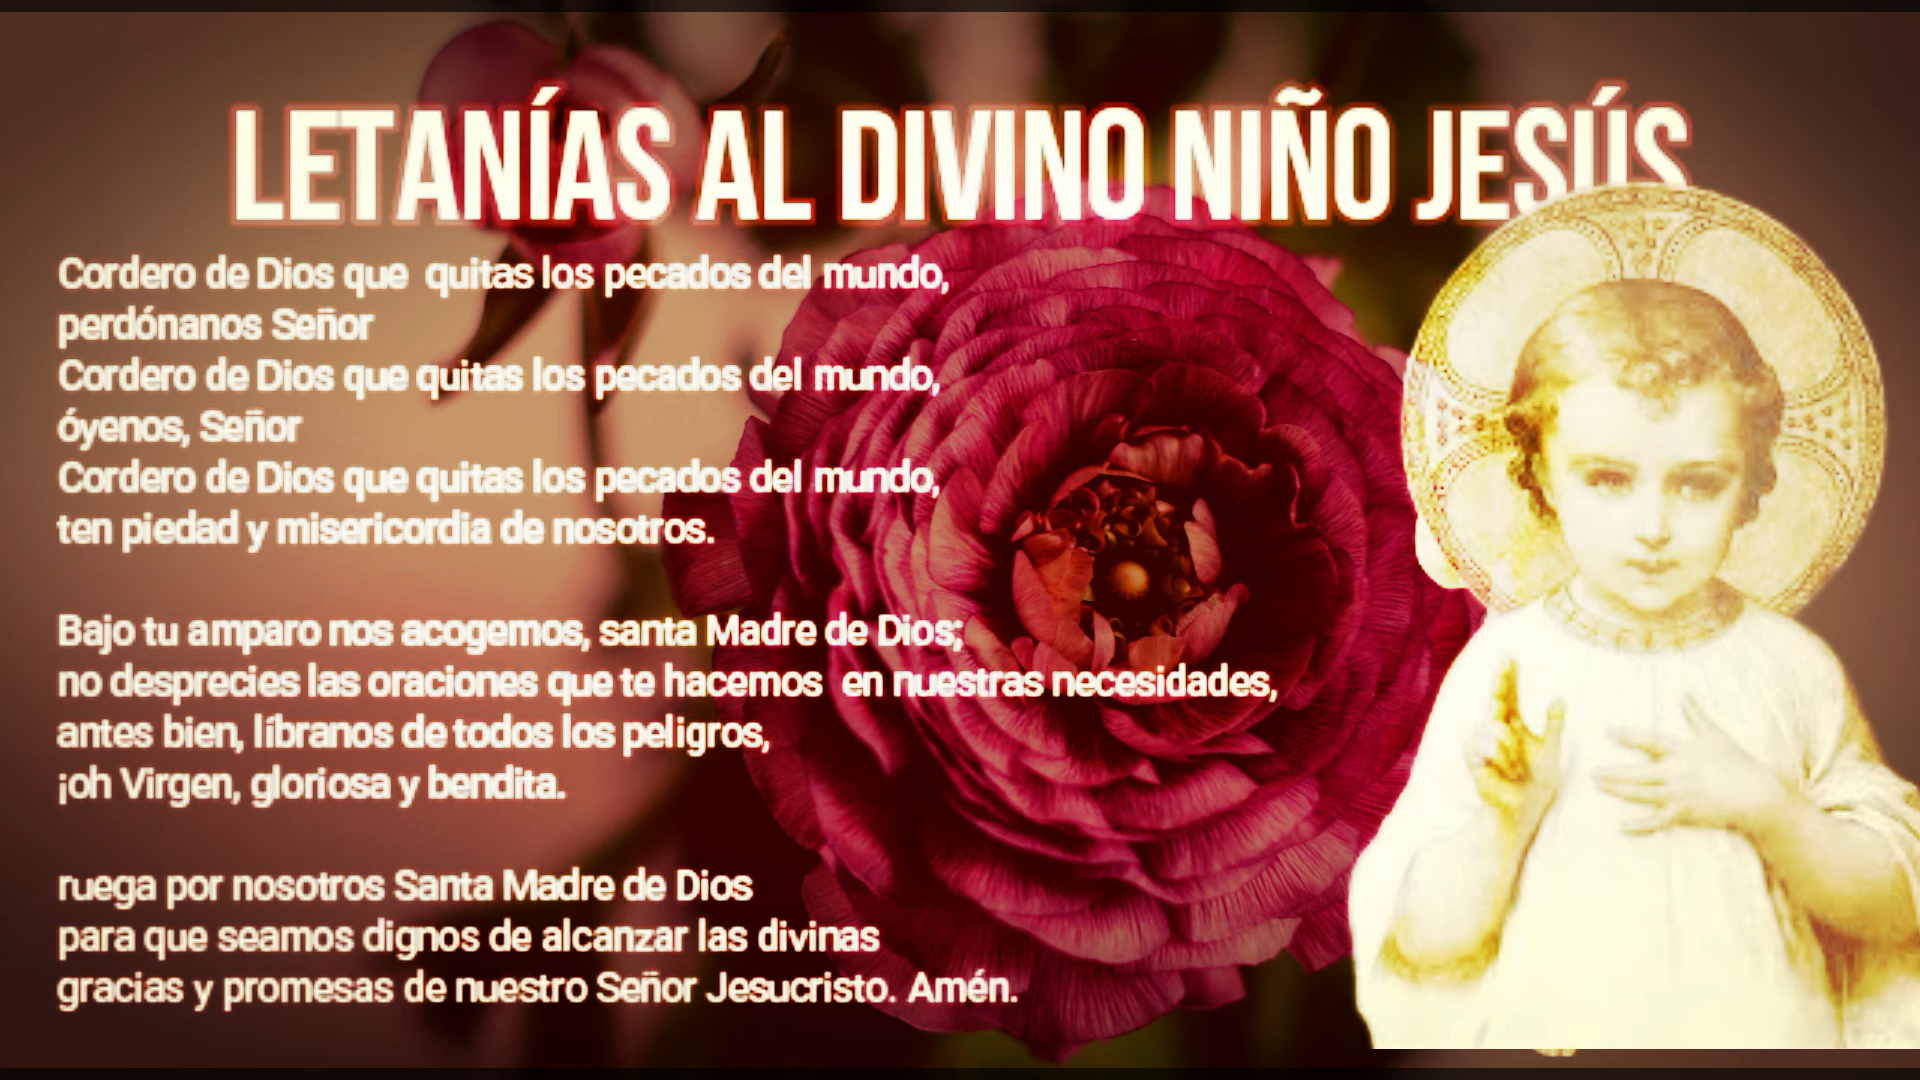 LETANÍAS AL DIVINO NIÑO JESÚS
Cordero de Dios que quitas los pecados del mundo,
perdónanos Señor
Cordero de Dios que quitas los pecados del mundo,
óyenos, Señor
Cordero de Dios que quitas los pecados del mundo,
ten piedad y misericordia de nosotros.
Bajo tu amparo nos acogemos, santa Madre de Dios;
no desprecies las oraciones que te hacemos en nuestras necesidades,
antes bien, líbranos de todos los peligros,
¡oh Virgen, gloriosa y bendita.
ruega por nosotros Santa Madre de Dios
para que seamos dignos de alcanzar las divinas
gracias y promesas de nuestro Señor Jesucristo. Amén.